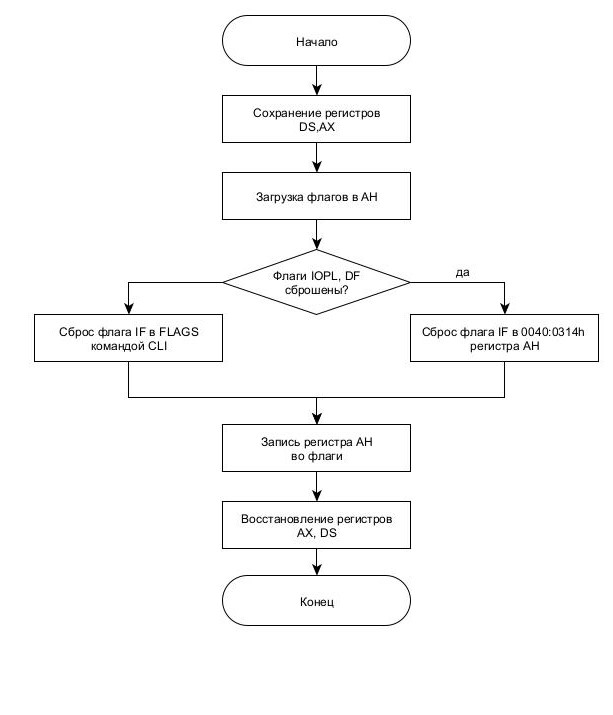 Начало
Сохранение регистров
DS,AX
Загрузка флагов в AH
Флаги IOPL, DF
сброшены?
да
Сброс флага IF в FLAGS
командой CLI
Сброс флага IF в 0040:0314h
регистра AH
Запись регистра AH
во флаги
Восстановление регистров
AX, DS
Конец